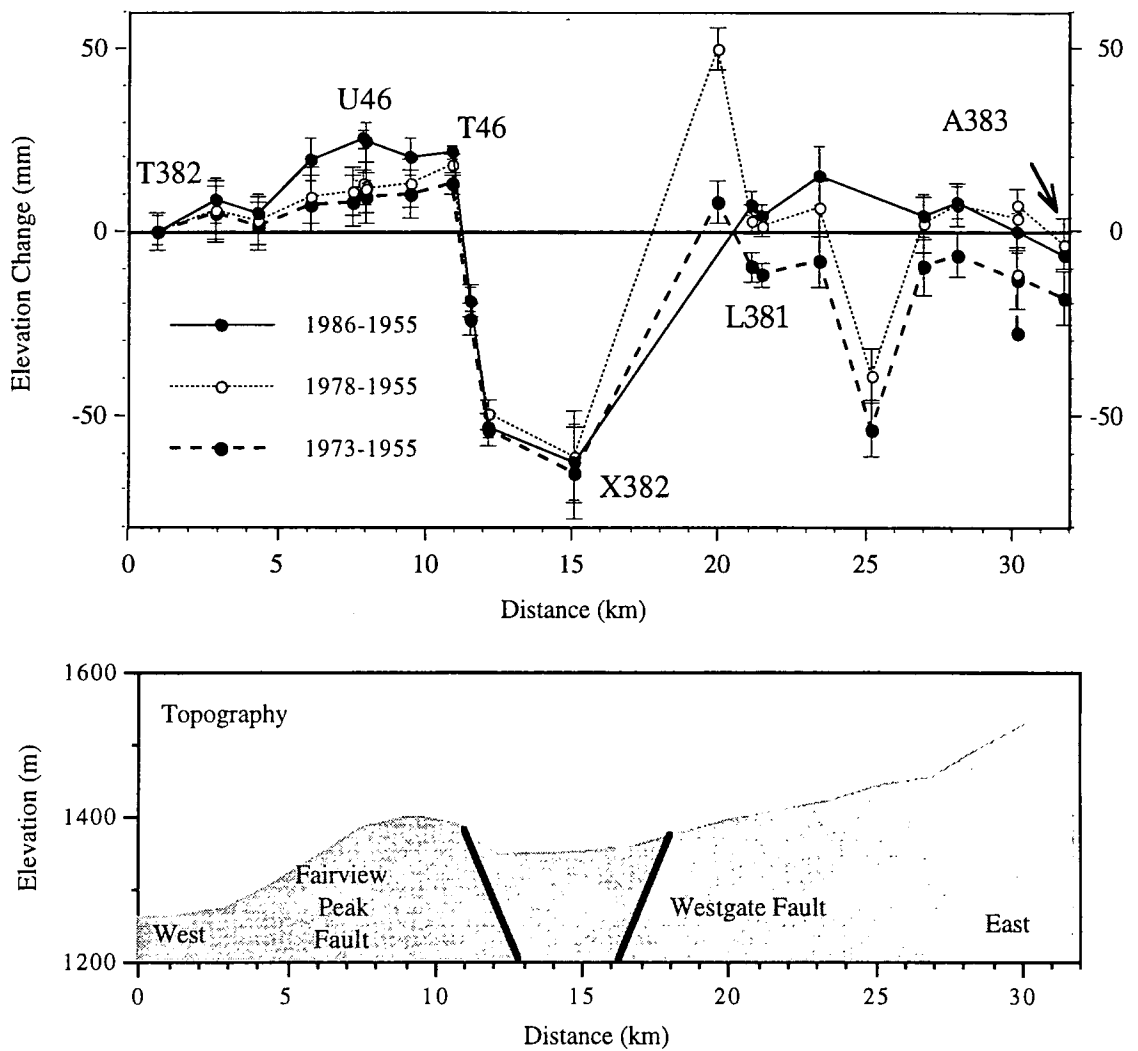 50
50
U46
T46
A383
T382
0
0
L381
1986-1955
1978-1955
-50
-50
1973-1955
X382
Elevation Change (mm)
0
5
10
15
20
25
30
Distance (km)
1600
Topography
1400
Elevation (m)
Fairview
Peak
Fault
Westgate Fault
West
East
1200
0
5
10
15
20
25
30
Distance (km)